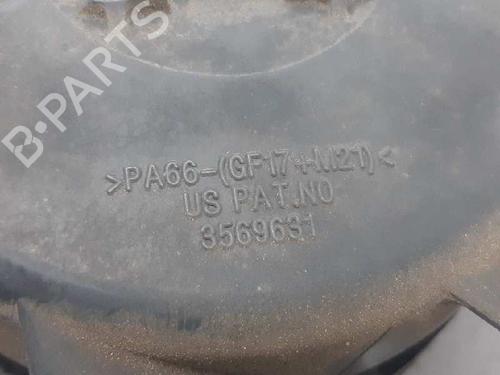 B-PARTS
>PA66-(GF17+M21)<
US PAT.NO
3569631